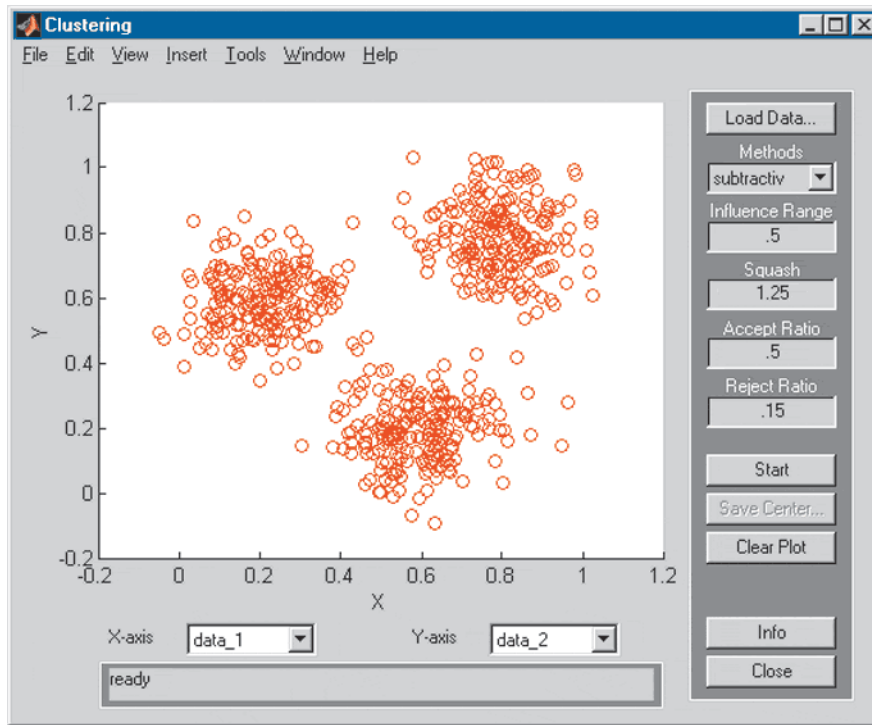 Clustering
File Edit View Insert Tools Window Help
1.2
1
0.8
0.6
0.4
0.2
0
-0.2
Y
-0.2 0 0.2 0.4 0.6 0.8 1 1.2
X
X-axis data_1 Y-axis data_2
ready
Load Data...
Methods
subtractiv
Influence Range
.5
Squash
1.25
Accept Ratio
.5
Reject Ratio
.15
Start
Save Center...
Clear Plot
Info
Close